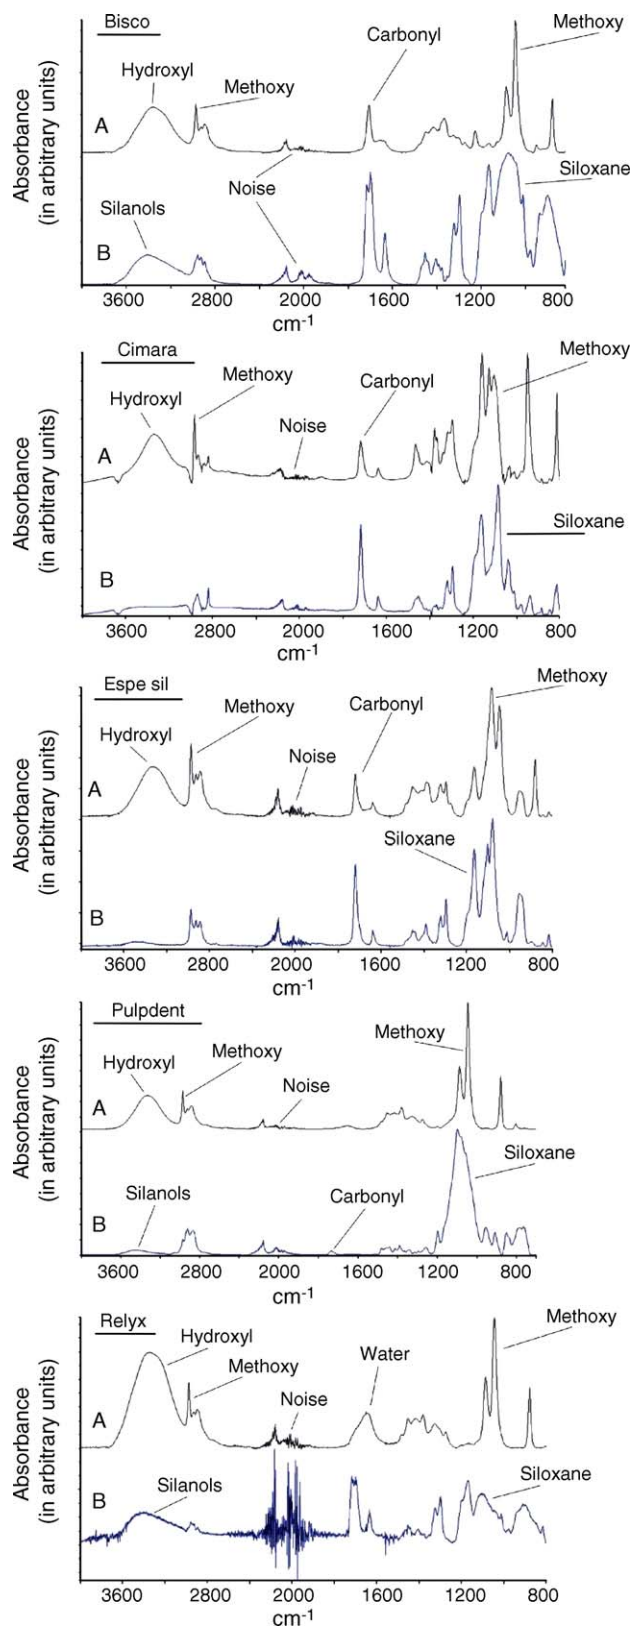 Bisco
Absorbance
(in arbitrary units)
Hydroxyl
Methoxy
Carbonyl
Methoxy
A
Noise
Siloxane
Silanols
B
3600 2800 2000 1600 1200 800
cm-1
Cimara
Absorbance
(in arbitrary units)
Hydroxyl
Methoxy
Noise
Carbonyl
Methoxy
A
Siloxane
B
3600 2800 2000 1600 1200 800
cm-1
Espe sil
Absorbance
(in arbitrary units)
Hydroxyl
Methoxy
Noise
Carbonyl
Methoxy
A
Siloxane
B
3600 2800 2000 1600 1200 800
cm-1
Pulpdent
Absorbance
(in arbitrary units)
Hydroxyl
Methoxy
Noise
Methoxy
A
Silanols
Carbonyl
Siloxane
B
3600 2800 2000 1600 1200 800
cm-1
Relyx
Absorbance
(in arbitrary units)
Hydroxyl
Methoxy
Noise
Water
Methoxy
A
Silanols
Siloxane
B
3600 2800 2000 1600 1200 800
cm-1